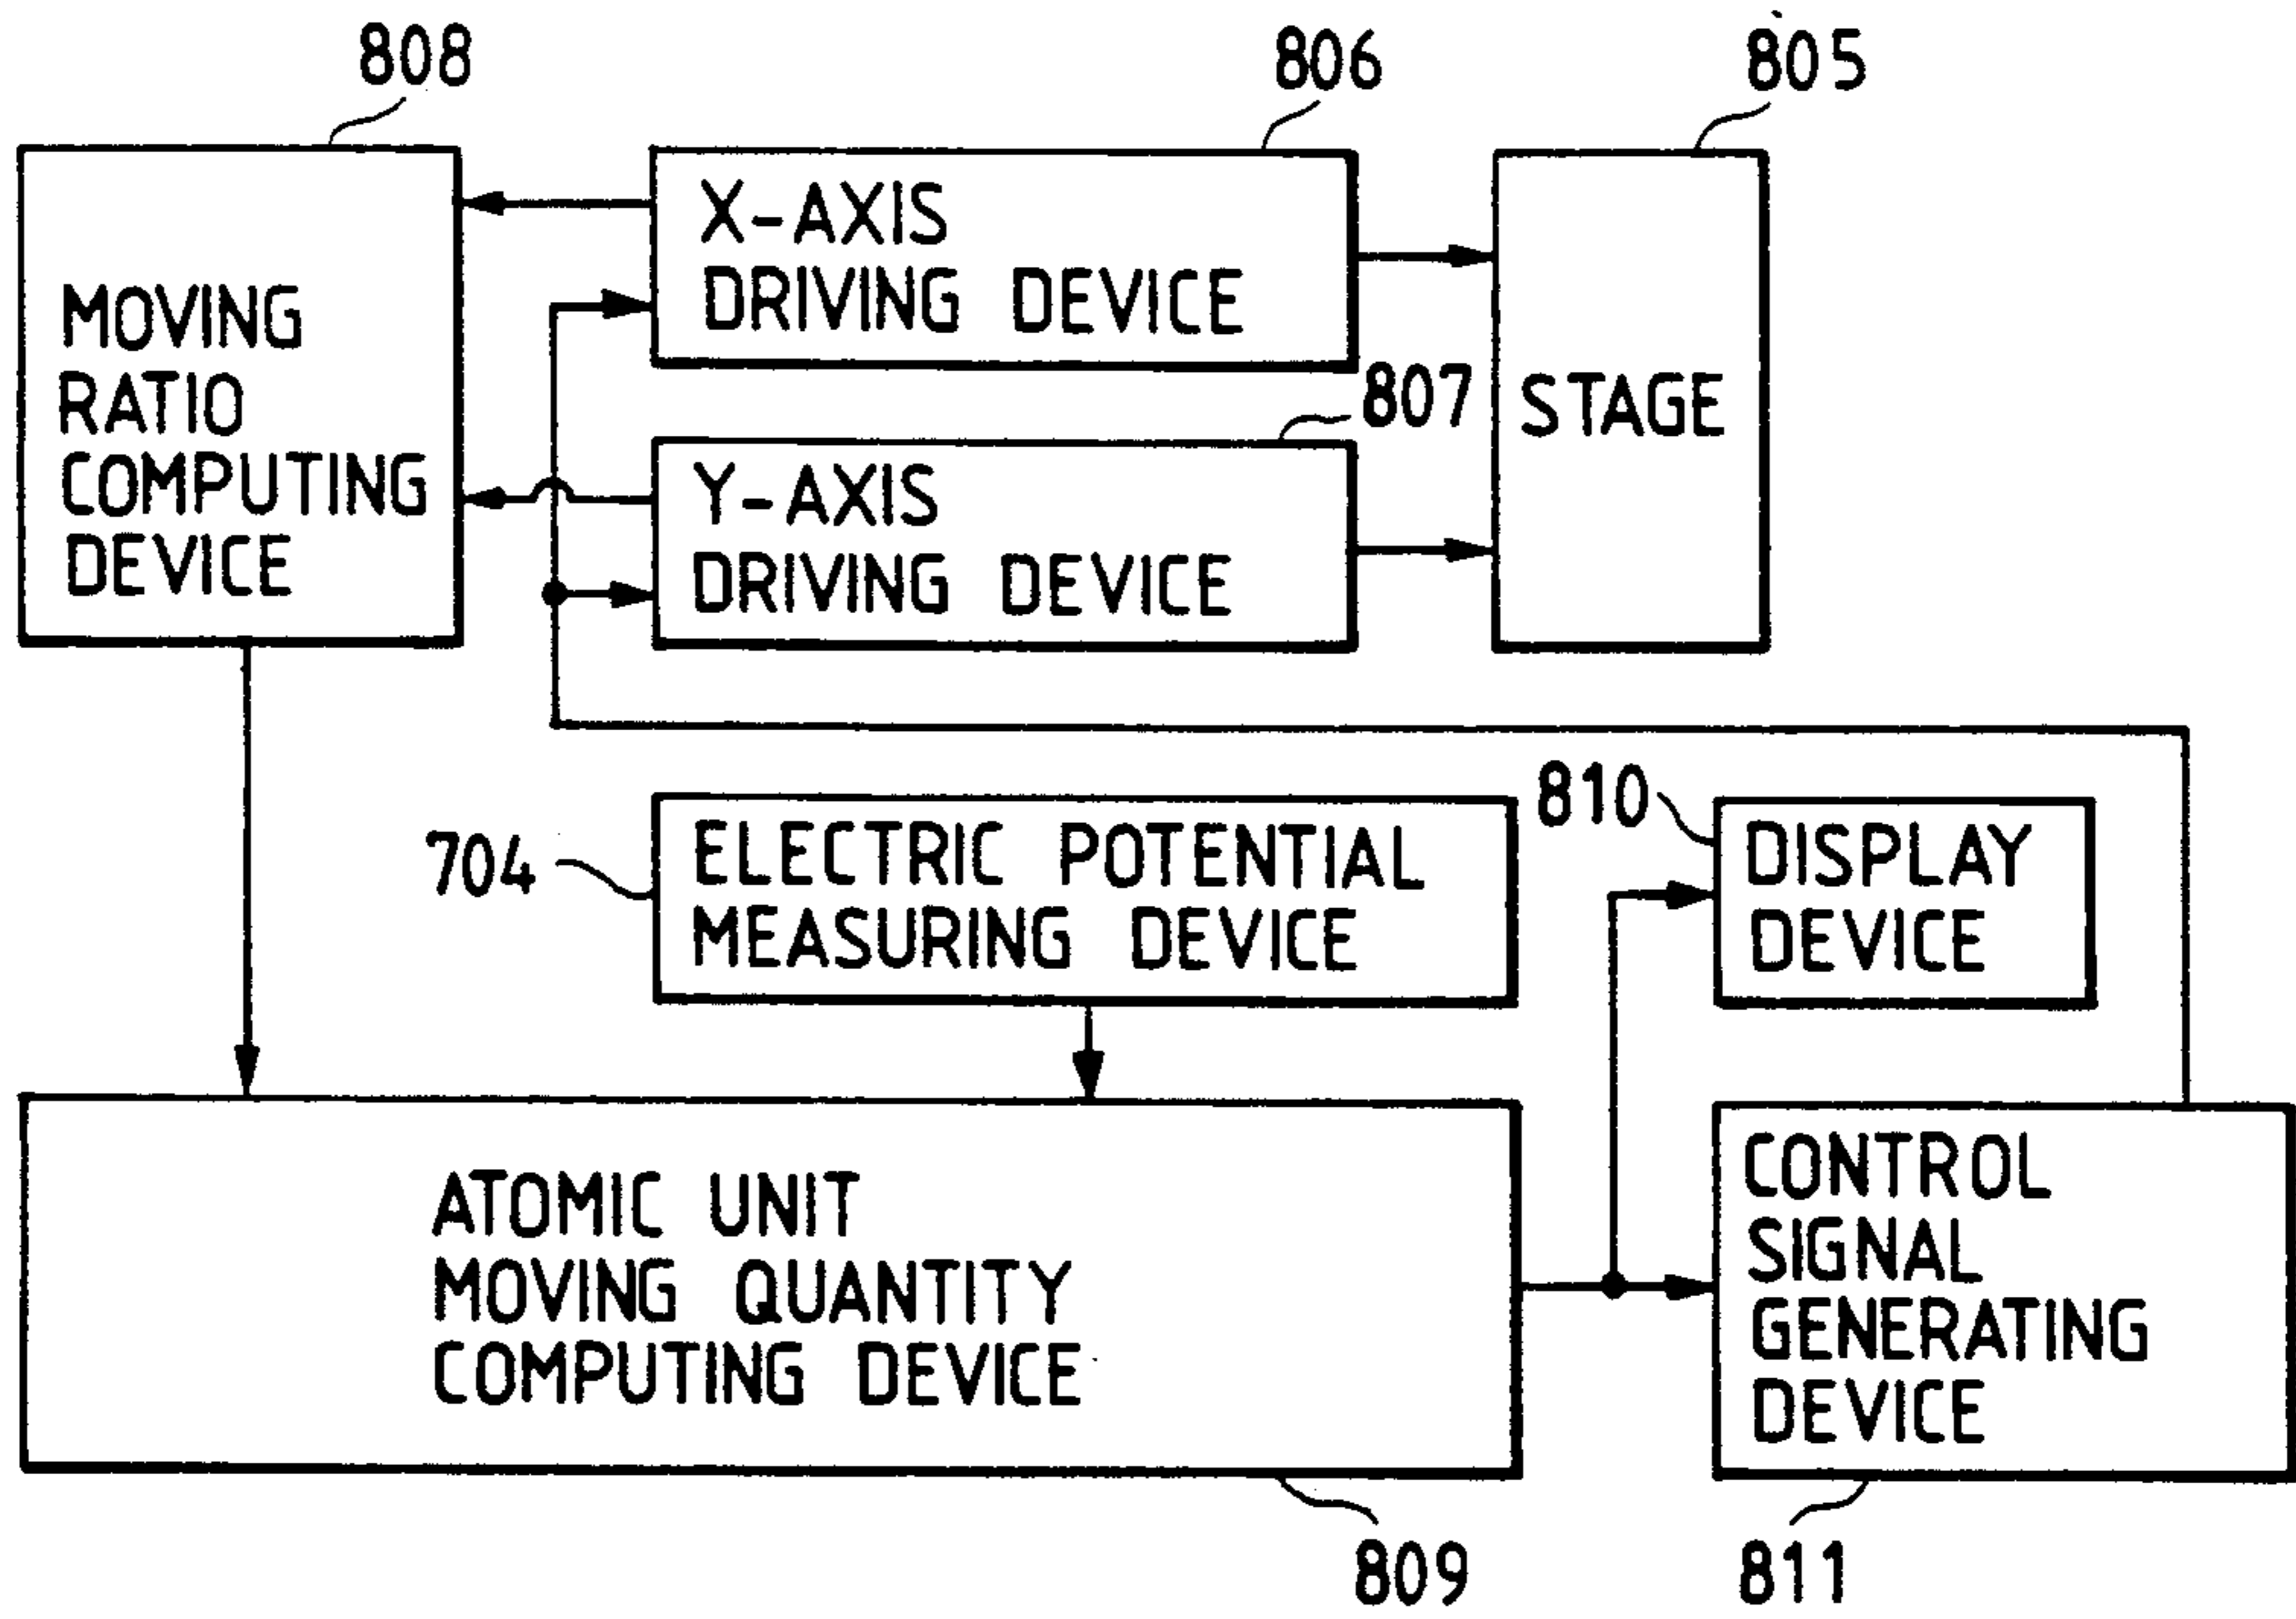 808
806
805
MOVING
RATIO
COMPUTING
DEVICE
X-AXIS
DRIVING DEVICE
807
Y-AXIS
DRIVING DEVICE
STAGE
704
ELECTRIC POTENTIAL
MEASURING DEVICE
810
DISPLAY
DEVICE
ATOMIC UNIT
MOVING QUANTITY
COMPUTING DEVICE
CONTROL
SIGNAL
GENERATING
DEVICE
809
811